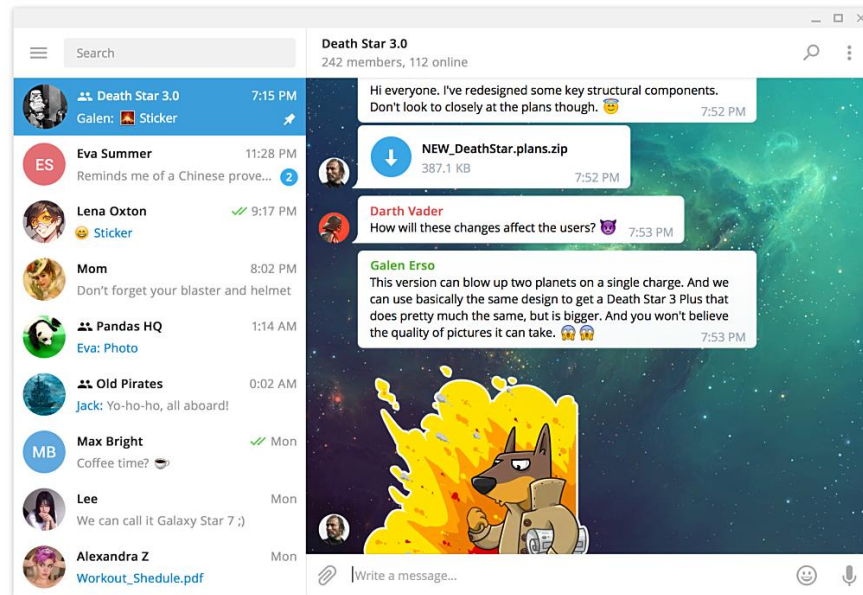 Search
Death Star 3.0
242 members, 112 online
Death Star 3.0 7:15 PM
Galen: 🌋 Sticker
ES
Eva Summer 11:28 PM
Reminds me of a Chinese prove... 2
Lena Oxton 9:17 PM
😀 Sticker
Mom 8:02 PM
Don't forget your blaster and helmet
Pandas HQ 1:14 AM
Eva: Photo
Old Pirates 0:02 AM
Jack: Yo-ho-ho, all aboard!
MB
Max Bright Mon
Coffee time? ☕
Lee Mon
We can call it Galaxy Star 7 ;)
Alexandra Z Mon
Workout_Shedule.pdf
Hi everyone. I've redesigned some key structural components.
Don't look to closely at the plans though. 😇 7:52 PM
NEW_DeathStar.plans.zip
387.1 KB
7:52 PM
Darth Vader
How will these changes affect the users? 😈 7:53 PM
Galen Erso
This version can blow up two planets on a single charge. And we
can use basically the same design to get a Death Star 3 Plus that
does pretty much the same, but is bigger. And you won't believe
the quality of pictures it can take. 😱 😱 7:53 PM
Write a message...